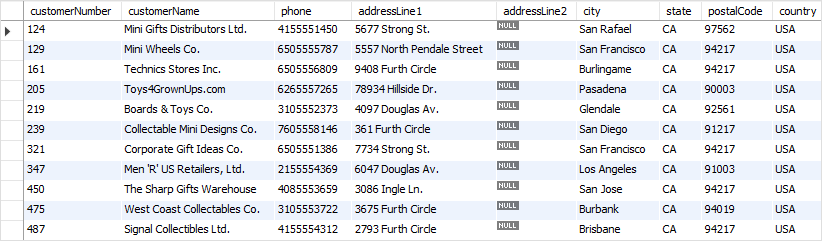 customerNumber customerName phone addressLine1 addressLine2 city state postalCode country
124 Mini Gifts Distributors Ltd. 4155551450 5677 Strong St. NULL San Rafael CA 97562 USA
129 Mini Wheels Co. 6505555787 5557 North Pendale Street NULL San Francisco CA 94217 USA
161 Technics Stores Inc. 6505556809 9408 Furth Circle NULL Burlingame CA 94217 USA
205 Toys4GrownUps.com 6265557265 78934 Hillside Dr. NULL Pasadena CA 90003 USA
219 Boards & Toys Co. 3105552373 4097 Douglas Av. NULL Glendale CA 92561 USA
239 Collectable Mini Designs Co. 7605558146 361 Furth Circle NULL San Diego CA 91217 USA
321 Corporate Gift Ideas Co. 6505551386 7734 Strong St. NULL San Francisco CA 94217 USA
347 Men 'R' US Retailers, Ltd. 2155554369 6047 Douglas Av. NULL Los Angeles CA 91003 USA
450 The Sharp Gifts Warehouse 4085553659 3086 Ingle Ln. NULL San Jose CA 94217 USA
475 West Coast Collectables Co. 3105553722 3675 Furth Circle NULL Burbank CA 94019 USA
487 Signal Collectibles Ltd. 4155554312 2793 Furth Circle NULL Brisbane CA 94217 USA